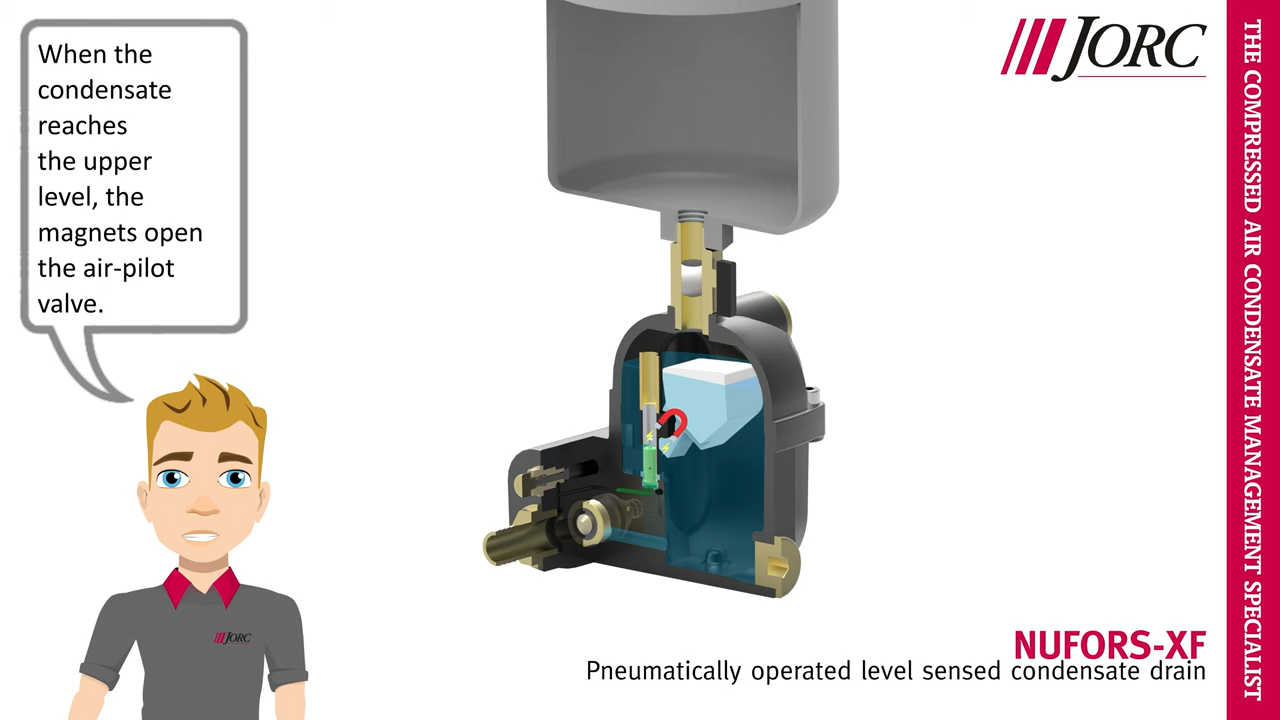 When the
condensate
reaches
the upper
level, the
magnets open
the air-pilot
valve.
JORC
THE COMPRESSED AIR CONDENSATE MANAGEMENT SPECIALIST
JORC
NUFORS-XF
Pneumatically operated level sensed condensate drain